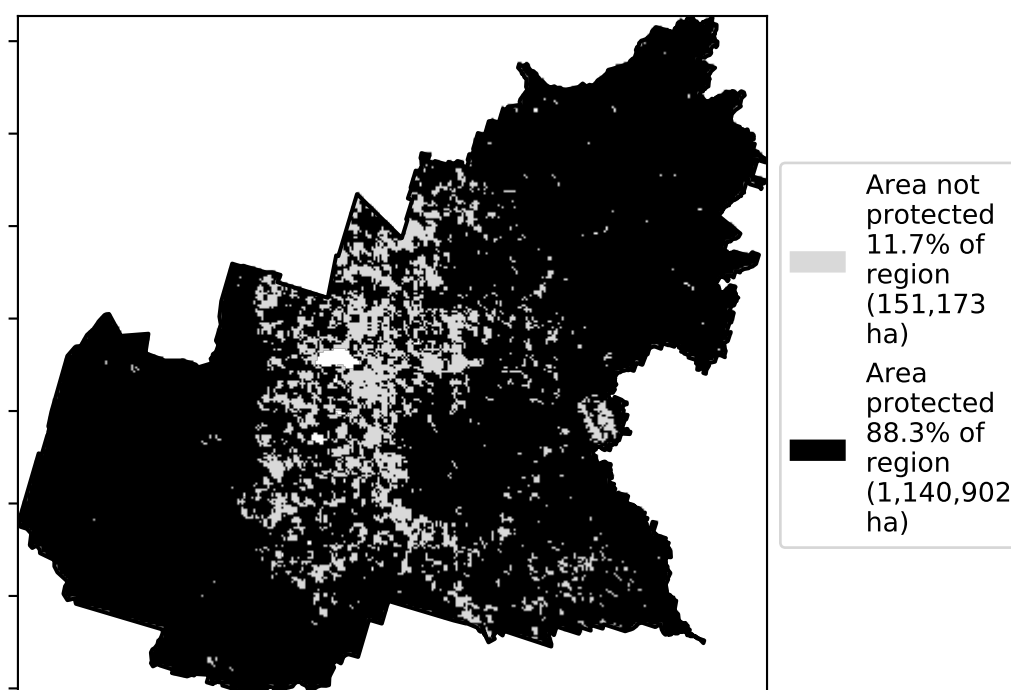 Area not
protected
11.7% of
region
(151,173
ha)
Area
protected
88.3% of
region
(1,140,902
ha)